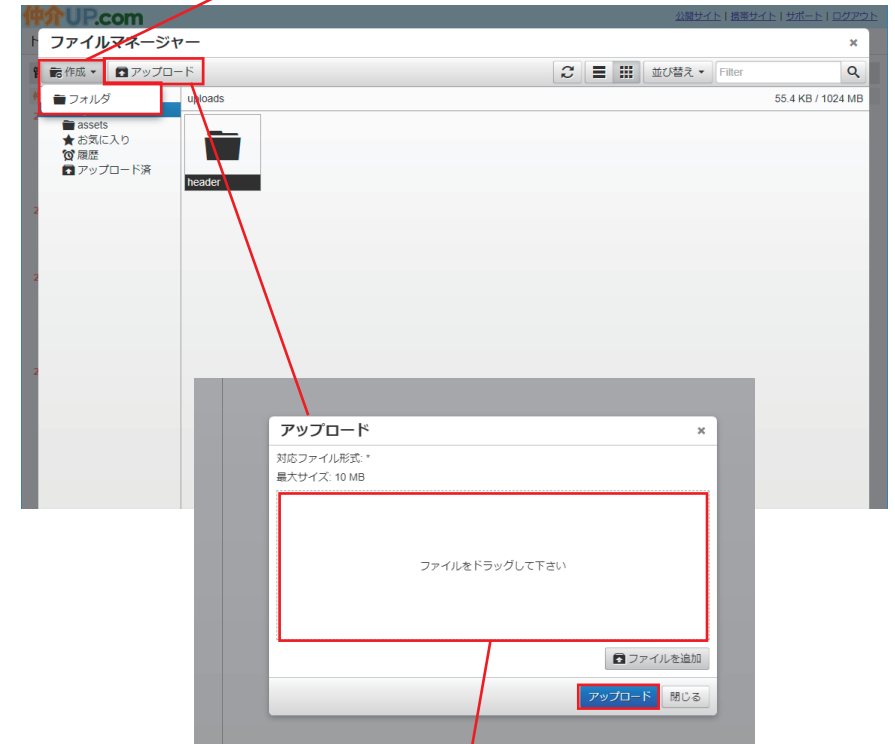 仲介UP.com
公開サイト | 携帯サイト | サポート | ログアウト
ファイルマネージャー ×
作成 アップロード 並び替え Filter
フォルダ
uploads 55.4 KB / 1024 MB
assets
お気に入り
履歴
アップロード済
header
アップロード ×
対応ファイル形式: *
最大サイズ: 10 MB
ファイルをドラッグして下さい
ファイルを追加
アップロード 閉じる